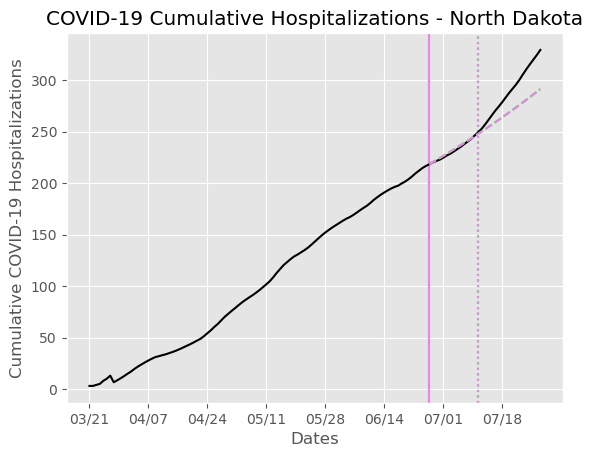 COVID-19 Cumulative Hospitalizations - North Dakota
Cumulative COVID-19 Hospitalizations
300
250
200
150
100
50
0
03/21 04/07 04/24 05/11 05/28 06/14 07/01 07/18
Dates